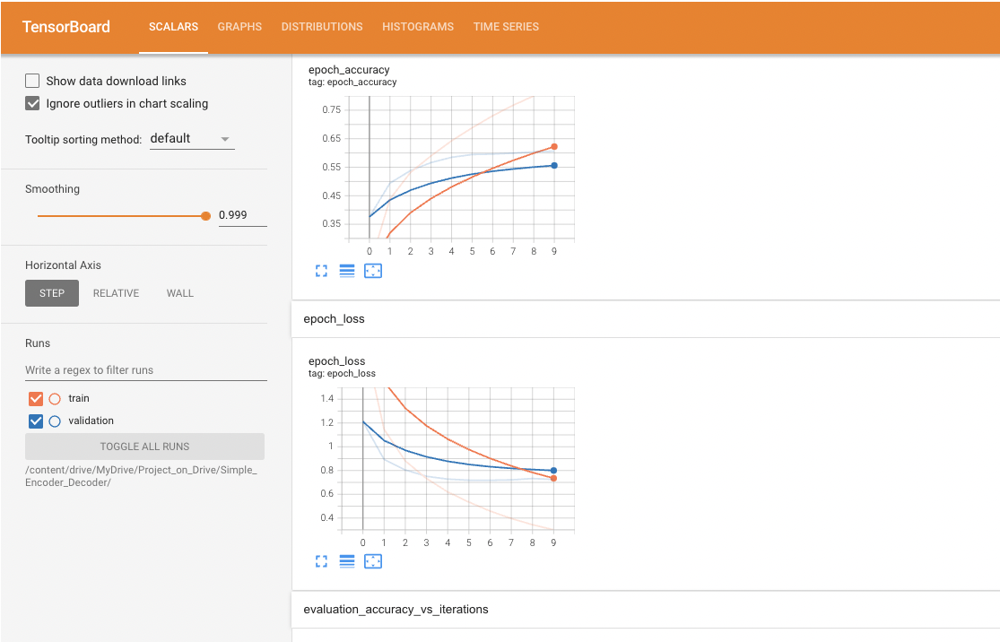 TensorBoard SCALARS GRAPHS DISTRIBUTIONS HISTOGRAMS TIME SERIES
Show data download links
Ignore outliers in chart scaling
Tooltip sorting method: default
Smoothing
0.999
Horizontal Axis
STEP RELATIVE WALL
Runs
Write a regex to filter runs
train
validation
TOGGLE ALL RUNS
/content/drive/MyDrive/Project_on_Drive/Simple_
Encoder_Decoder/
epoch_accuracy
tag: epoch_accuracy
0.75
0.65
0.55
0.45
0.35
0 1 2 3 4 5 6 7 8 9
epoch_loss
epoch_loss
tag: epoch_loss
1.4
1.2
1
0.8
0.6
0.4
0 1 2 3 4 5 6 7 8 9
evaluation_accuracy_vs_iterations